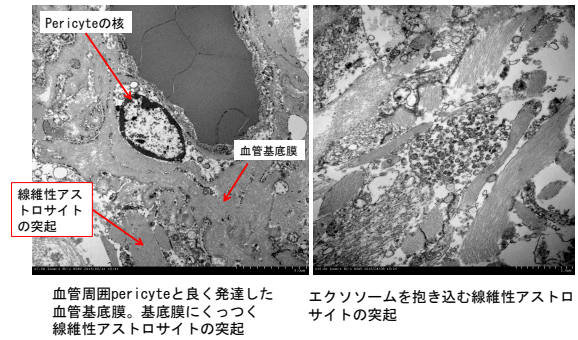 Pericyteの核
血管基底膜
線維性アス
トロサイト
の突起
血管周囲pericyteと良く発達した
血管基底膜。基底膜にくっつく
線維性アストロサイトの突起
エクソソームを抱き込む線維性アストロ
サイトの突起